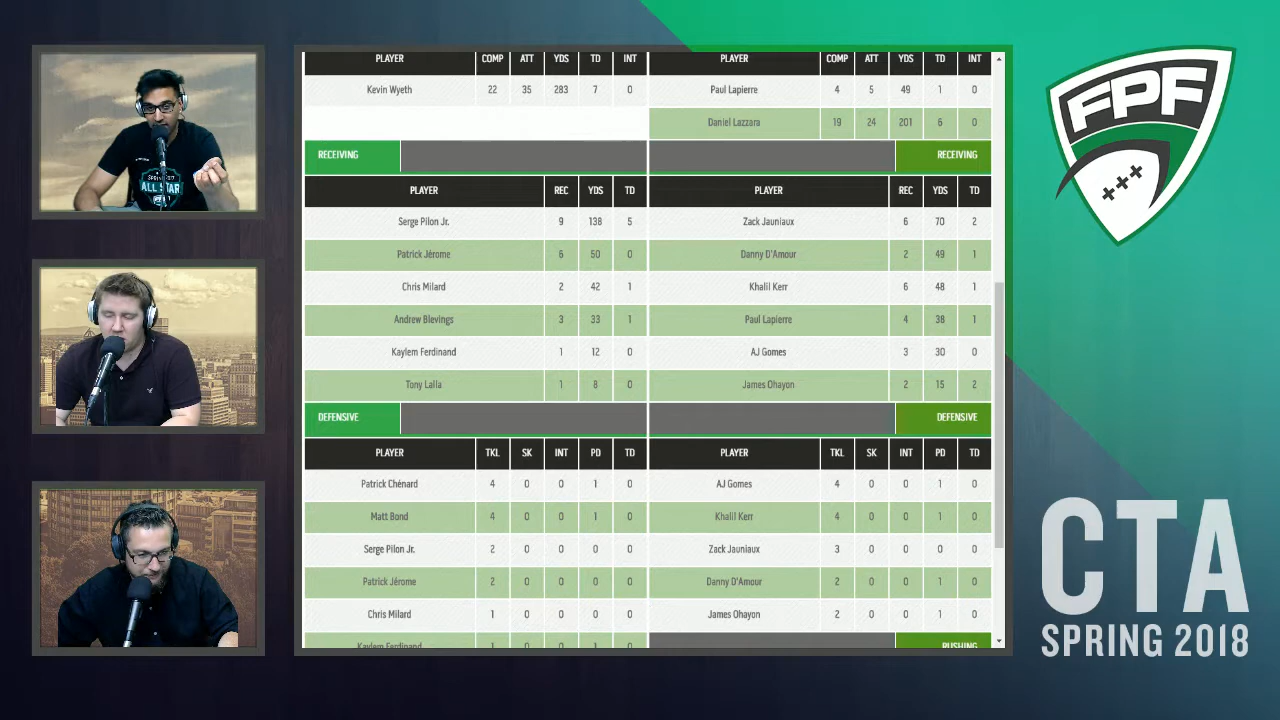 PLAYER COMP ATT YDS TD INT PLAYER COMP ATT YDS TD INT
Kevin Wyeth 22 35 283 7 0 Paul Lapierre 4 5 49 1 0
Daniel Lazzara 19 24 201 6 0
RECEIVING RECEIVING
PLAYER REC YDS TD PLAYER REC YDS TD
Serge Pilon Jr. 9 138 5 Zack Jauniaux 6 70 2
Patrick Jérome 6 50 0 Danny D'Amour 2 49 1
Chris Milard 2 42 1 Khalil Kerr 6 48 1
Andrew Blevings 3 33 1 Paul Lapierre 4 38 1
Kaylem Ferdinand 1 12 0 AJ Gomes 3 30 0
Tony Lalla 1 8 0 James Ohayon 2 15 2
DEFENSIVE DEFENSIVE
PLAYER TKL SK INT PD TD PLAYER TKL SK INT PD TD
Patrick Chénard 4 0 0 1 0 AJ Gomes 4 0 0 1 0
Matt Bond 4 0 0 1 0 Khalil Kerr 4 0 0 1 0
Serge Pilon Jr. 2 0 0 0 0 Zack Jauniaux 3 0 0 0 0
Patrick Jérome 2 0 0 0 0 Danny D'Amour 2 0 0 1 0
Chris Milard 1 0 0 0 0 James Ohayon 2 0 0 1 0
Kaylem Ferdinand 1 0 0 1 0 RUSHING
FPF
CTA
SPRING 2018
ALL STAR